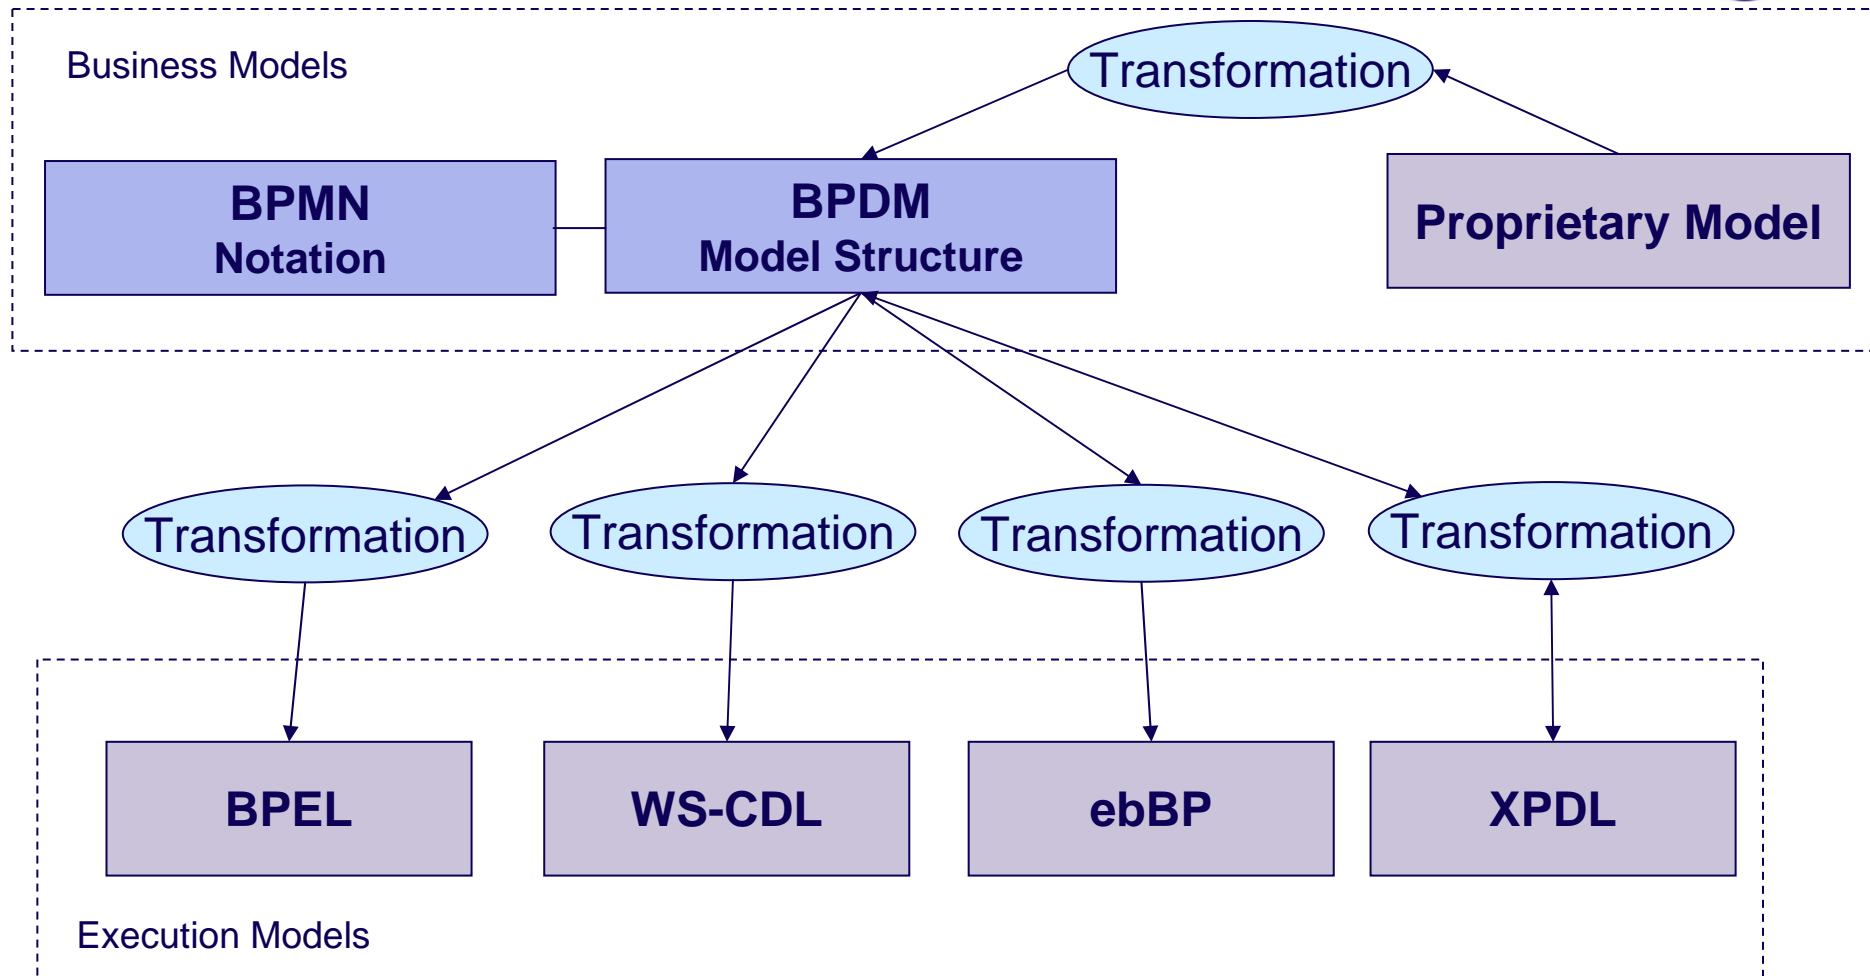 Business Models
Transformation
BPMN
Notation
BPDM
Model Structure
Proprietary Model
Transformation
Transformation
Transformation
Transformation
BPEL
WS-CDL
ebBP
XPDL
Execution Models